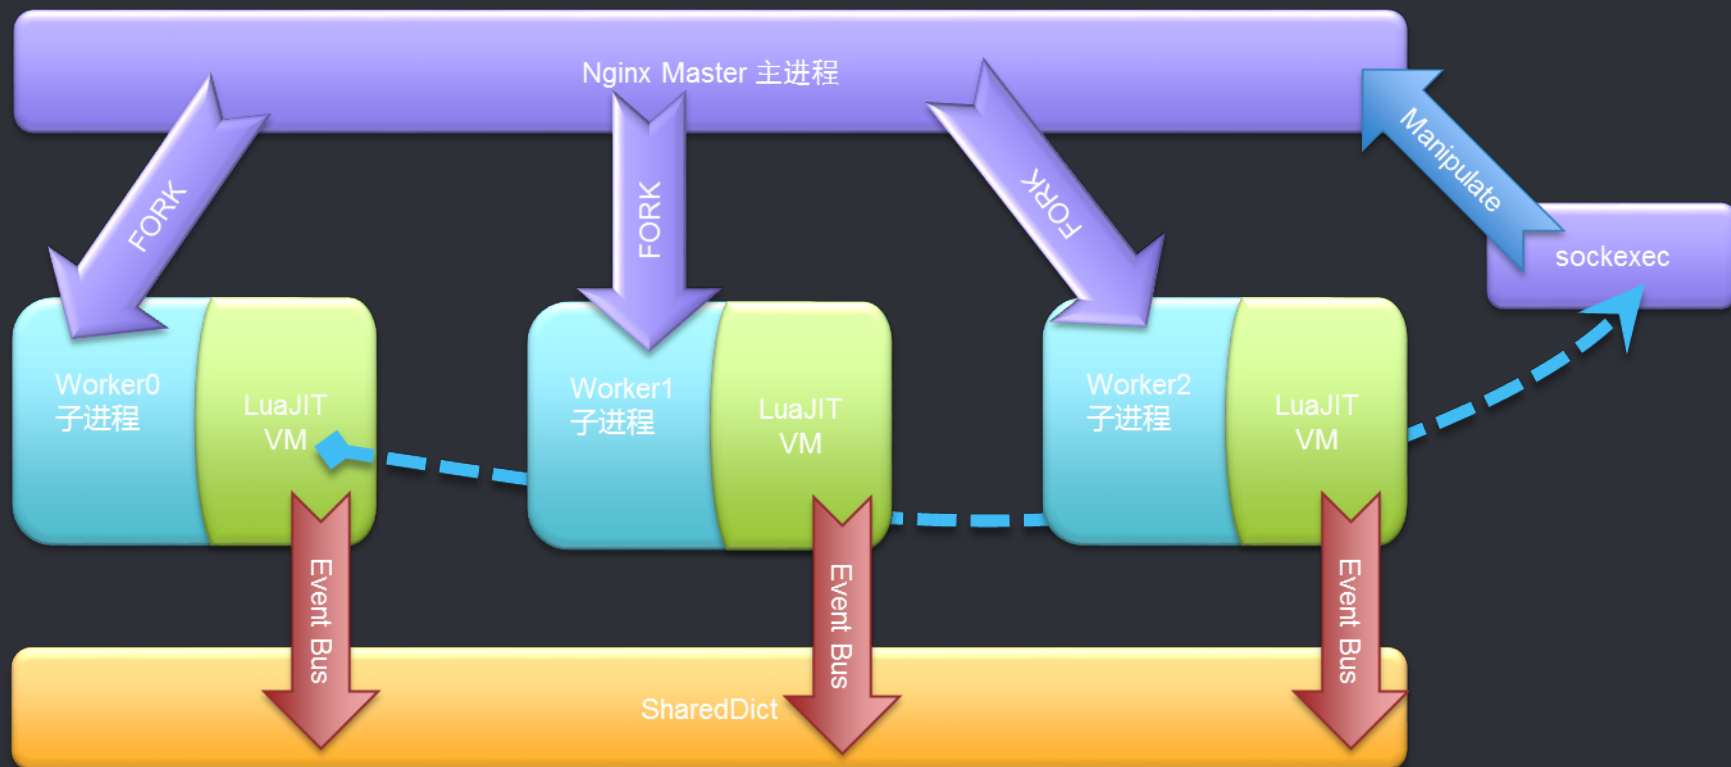 Nginx Master 主进程
Manipulate
FORK
FORK
FORK
sockexec
Worker0
子进程
LuaJIT
VM
Worker1
子进程
LuaJIT
VM
Worker2
子进程
LuaJIT
VM
Event Bus
Event Bus
Event Bus
SharedDict